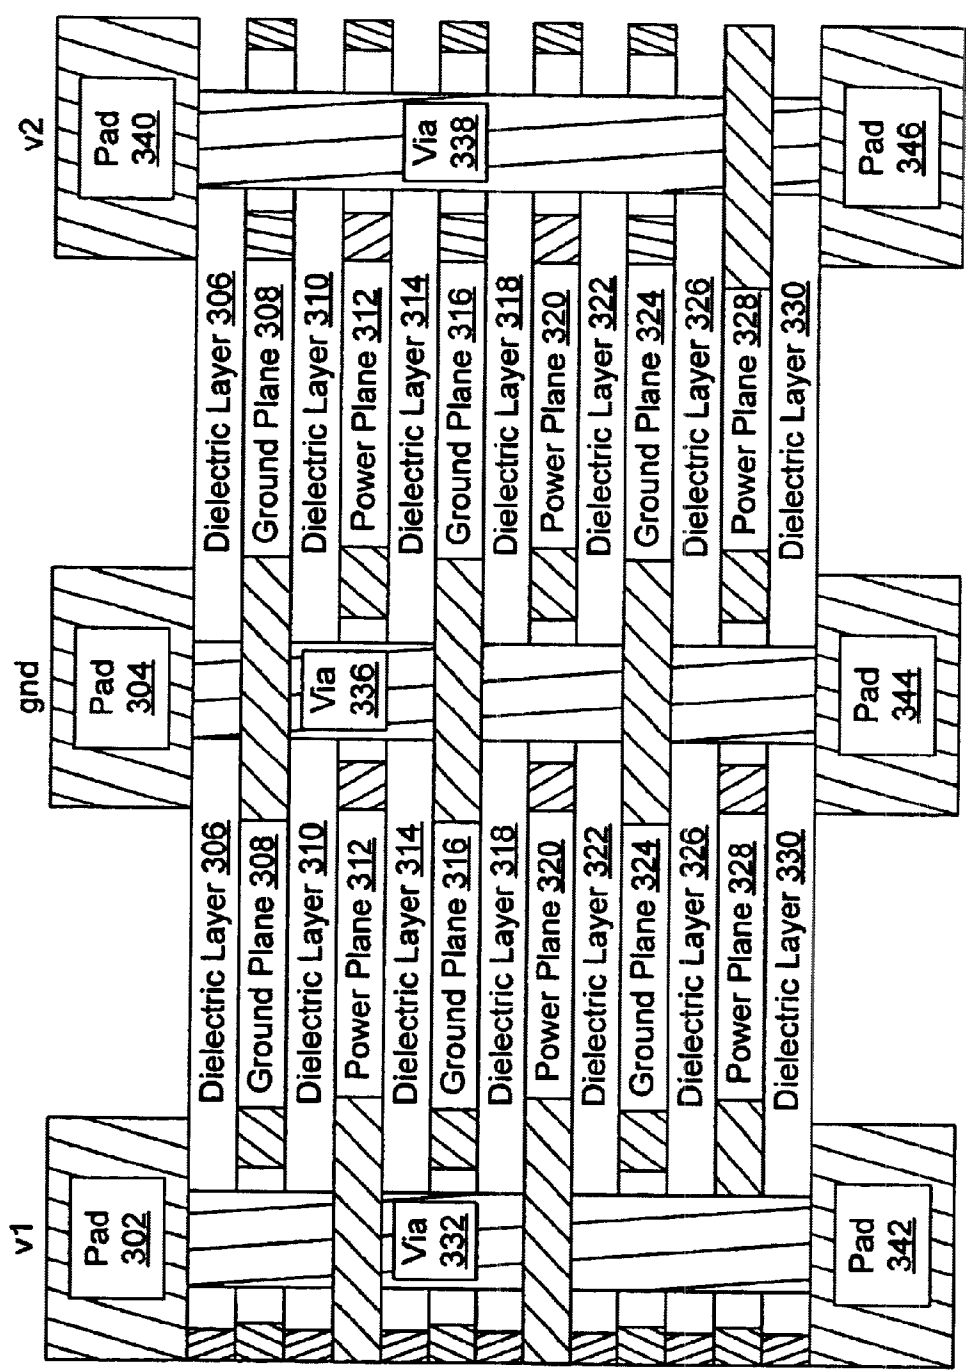 v1
gnd
v2
Pad
302
Pad
304
Pad
340
Dielectric Layer 306
Dielectric Layer 306
Ground Plane 308
Ground Plane 308
Dielectric Layer 310
Dielectric Layer 310
Via
336
Power Plane 312
Power Plane 312
Dielectric Layer 314
Dielectric Layer 314
Via
332
Via
338
Ground Plane 316
Ground Plane 316
Dielectric Layer 318
Dielectric Layer 318
Power Plane 320
Power Plane 320
Dielectric Layer 322
Dielectric Layer 322
Ground Plane 324
Ground Plane 324
Dielectric Layer 326
Dielectric Layer 326
Power Plane 328
Power Plane 328
Dielectric Layer 330
Dielectric Layer 330
Pad
342
Pad
344
Pad
346